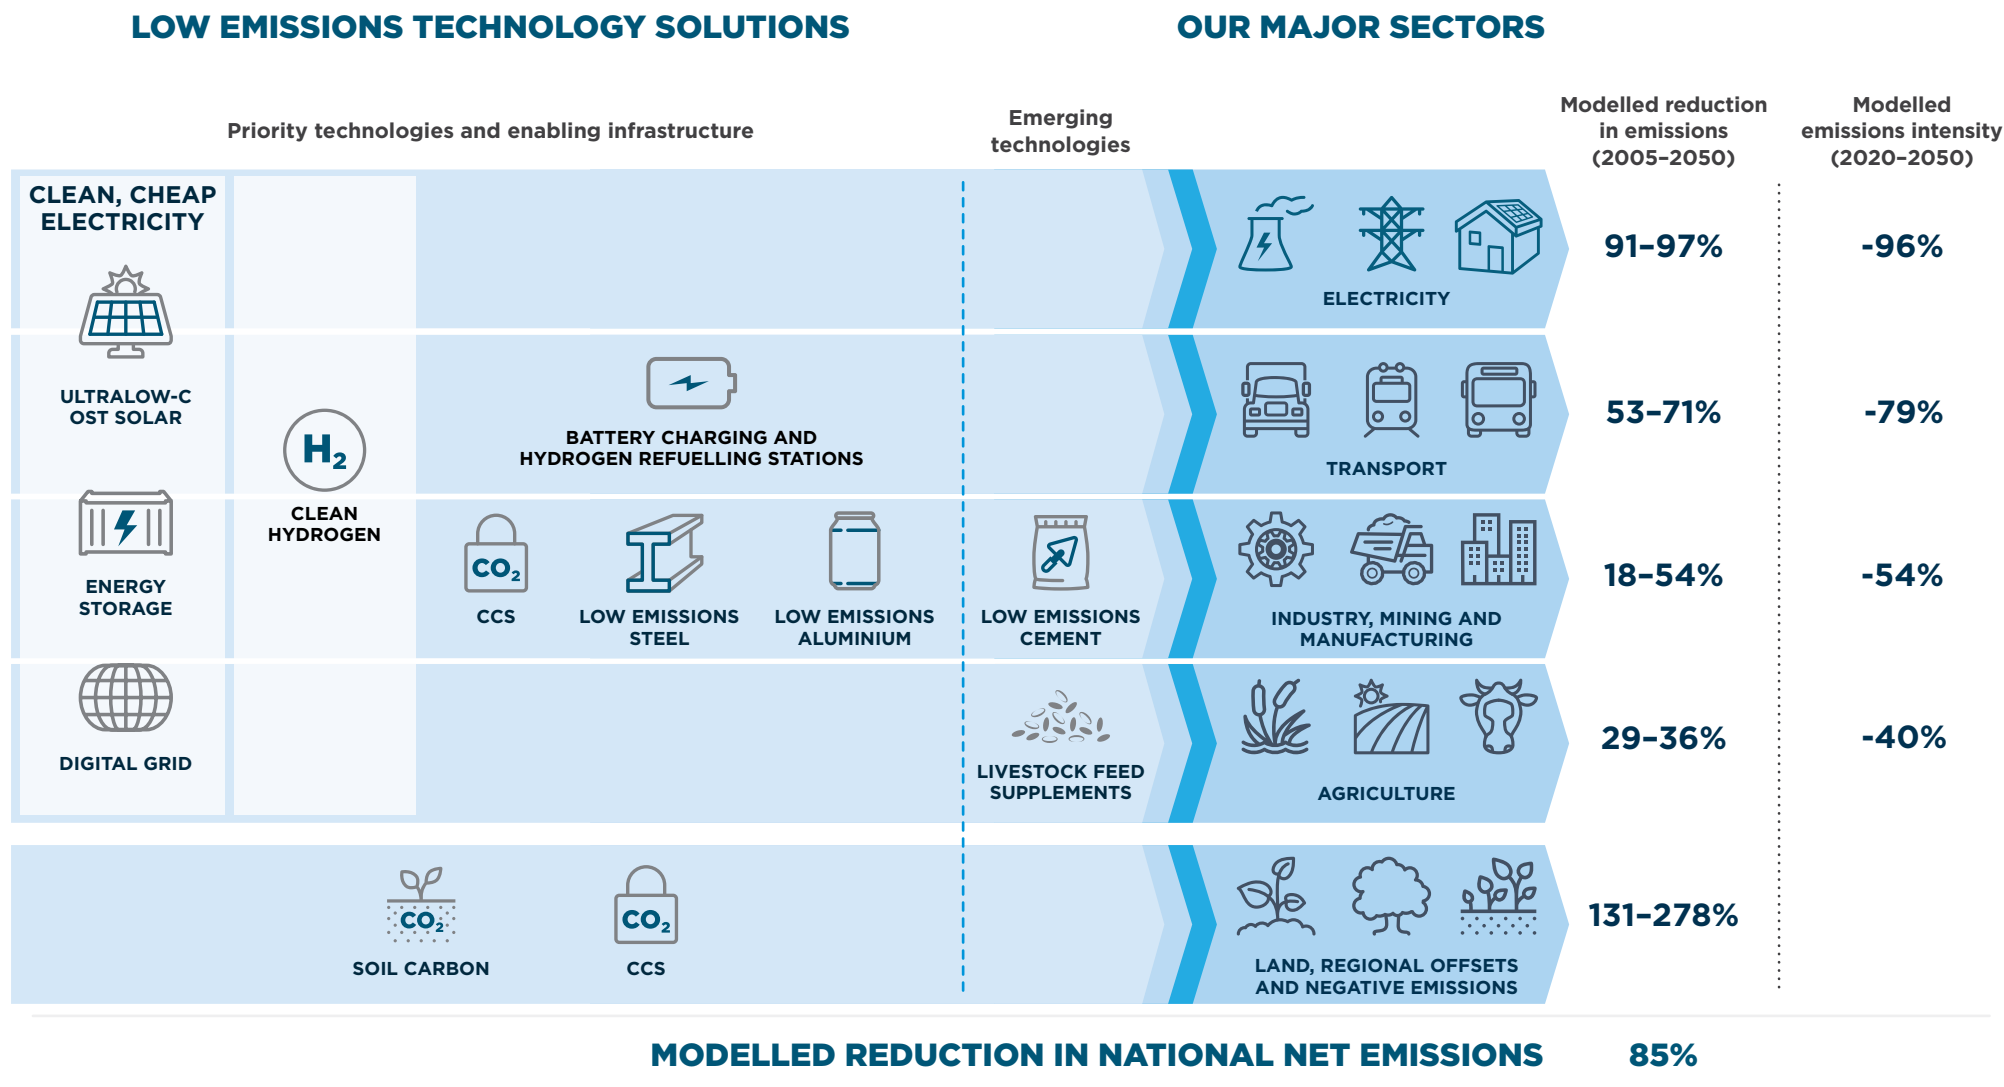 LOW EMISSIONS TECHNOLOGY SOLUTIONS
OUR MAJOR SECTORS
Priority technologies and enabling infrastructure
Emerging
technologies
Modelled reduction
in emissions
(2005–2050)
Modelled
emissions intensity
(2020–2050)
CLEAN, CHEAP
ELECTRICITY
ULTRALOW-C
OST SOLAR
ENERGY
STORAGE
DIGITAL GRID
H2
CLEAN
HYDROGEN
ELECTRICITY
91–97%
-96%
BATTERY CHARGING AND
HYDROGEN REFUELLING STATIONS
TRANSPORT
53–71%
-79%
CO2
CCS
LOW EMISSIONS
STEEL
LOW EMISSIONS
ALUMINIUM
LOW EMISSIONS
CEMENT
INDUSTRY, MINING AND
MANUFACTURING
18–54%
-54%
LIVESTOCK FEED
SUPPLEMENTS
AGRICULTURE
29–36%
-40%
CO2
SOIL CARBON
CO2
CCS
LAND, REGIONAL OFFSETS
AND NEGATIVE EMISSIONS
131–278%
MODELLED REDUCTION IN NATIONAL NET EMISSIONS
85%